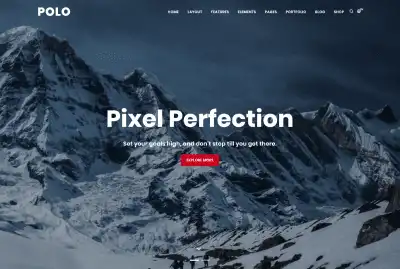 POLO
HOME LAYOUT FEATURES ELEMENTS PAGES PORTFOLIO BLOG SHOP
Pixel Perfection
Set your goals high, and don't stop till you get there.
EXPLORE MORE